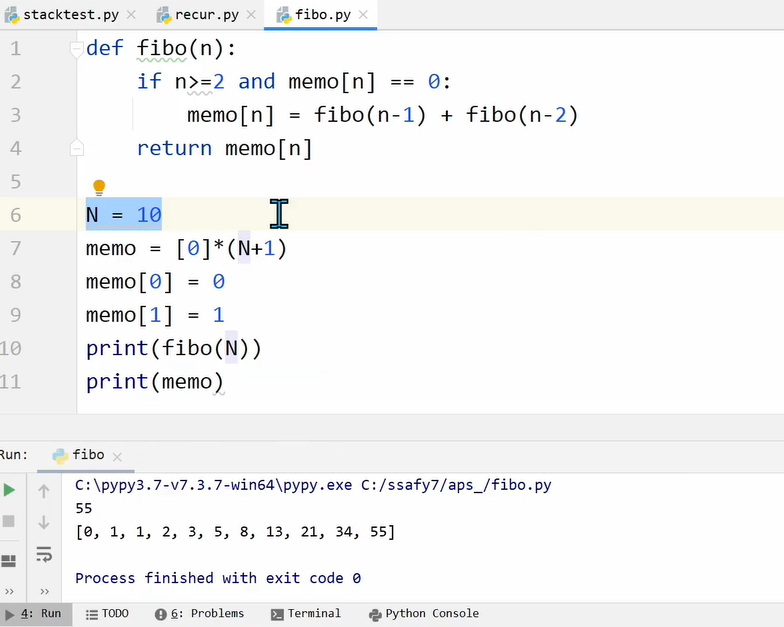 stacktest.py recur.py fibo.py
1 def fibo(n):
2 if n>=2 and memo[n] == 0:
3 memo[n] = fibo(n-1) + fibo(n-2)
4 return memo[n]
5
6 N = 10
7 memo = [0]*(N+1)
8 memo[0] = 0
9 memo[1] = 1
10 print(fibo(N))
11 print(memo)
Run: fibo
C:\pypy3.7-v7.3.7-win64\pypy.exe C:/ssafy7/aps_/fibo.py
55
[0, 1, 1, 2, 3, 5, 8, 13, 21, 34, 55]
Process finished with exit code 0
4: Run TODO 6: Problems Terminal Python Console